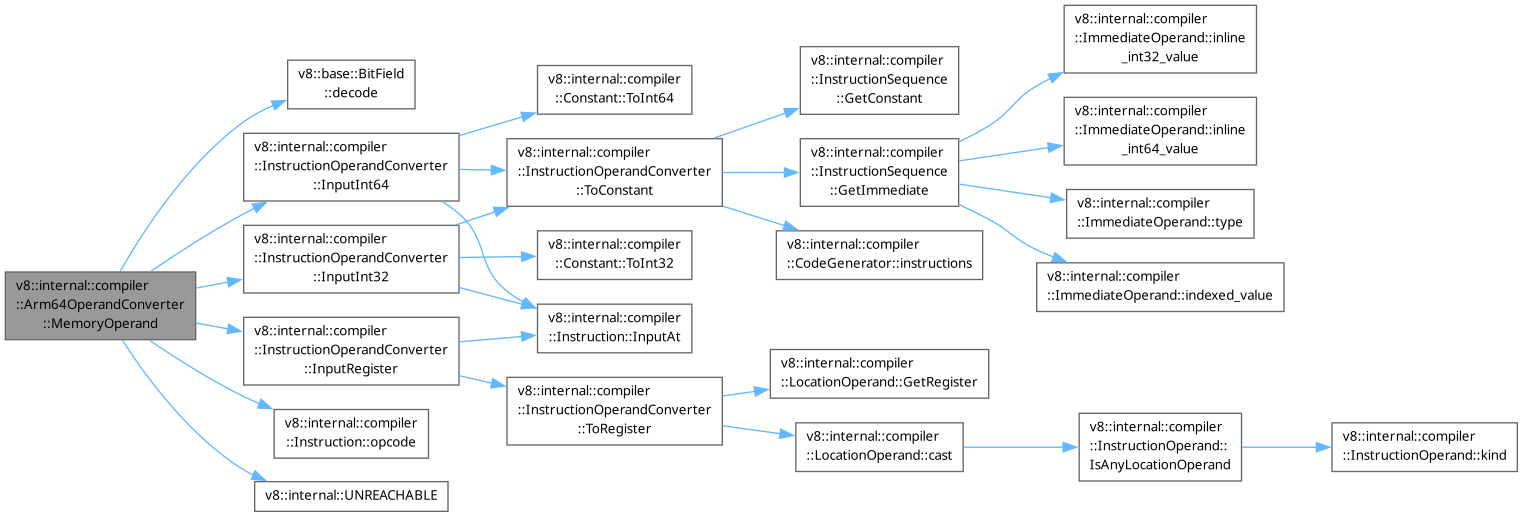 v8::internal::compiler
::Arm64OperandConverter
::MemoryOperand
v8::base::BitField
::decode
v8::internal::compiler
::InstructionOperandConverter
::InputInt64
v8::internal::compiler
::InstructionOperandConverter
::InputInt32
v8::internal::compiler
::InstructionOperandConverter
::InputRegister
v8::internal::compiler
::Instruction::opcode
v8::internal::UNREACHABLE
v8::internal::compiler
::Constant::ToInt64
v8::internal::compiler
::InstructionOperandConverter
::ToConstant
v8::internal::compiler
::Constant::ToInt32
v8::internal::compiler
::Instruction::InputAt
v8::internal::compiler
::InstructionOperandConverter
::ToRegister
v8::internal::compiler
::InstructionSequence
::GetConstant
v8::internal::compiler
::InstructionSequence
::GetImmediate
v8::internal::compiler
::CodeGenerator::instructions
v8::internal::compiler
::LocationOperand::GetRegister
v8::internal::compiler
::LocationOperand::cast
v8::internal::compiler
::ImmediateOperand::inline
_int32_value
v8::internal::compiler
::ImmediateOperand::inline
_int64_value
v8::internal::compiler
::ImmediateOperand::type
v8::internal::compiler
::ImmediateOperand::indexed_value
v8::internal::compiler
::InstructionOperand::
IsAnyLocationOperand
v8::internal::compiler
::InstructionOperand::kind